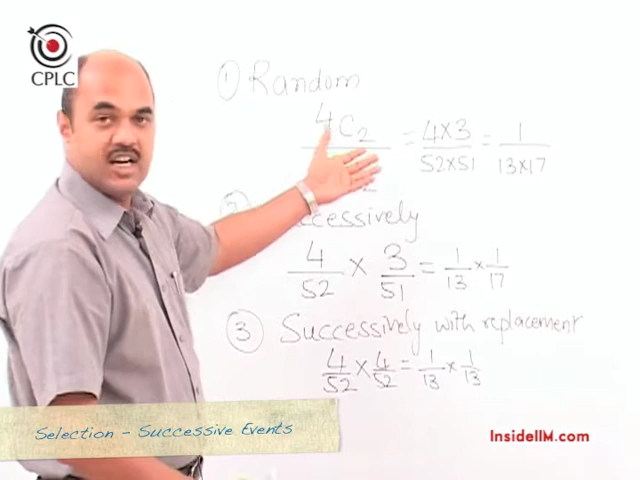 CPLC
① Random
4C2 = 4×3 = 1
52×51 13×17
ccessively
4/52 × 3/51 = 1/13 × 1/17
③ Successively with replacement
4/52 × 4/52 = 1/13 × 1/13
Selection – Successive Events
InsideIIM.com